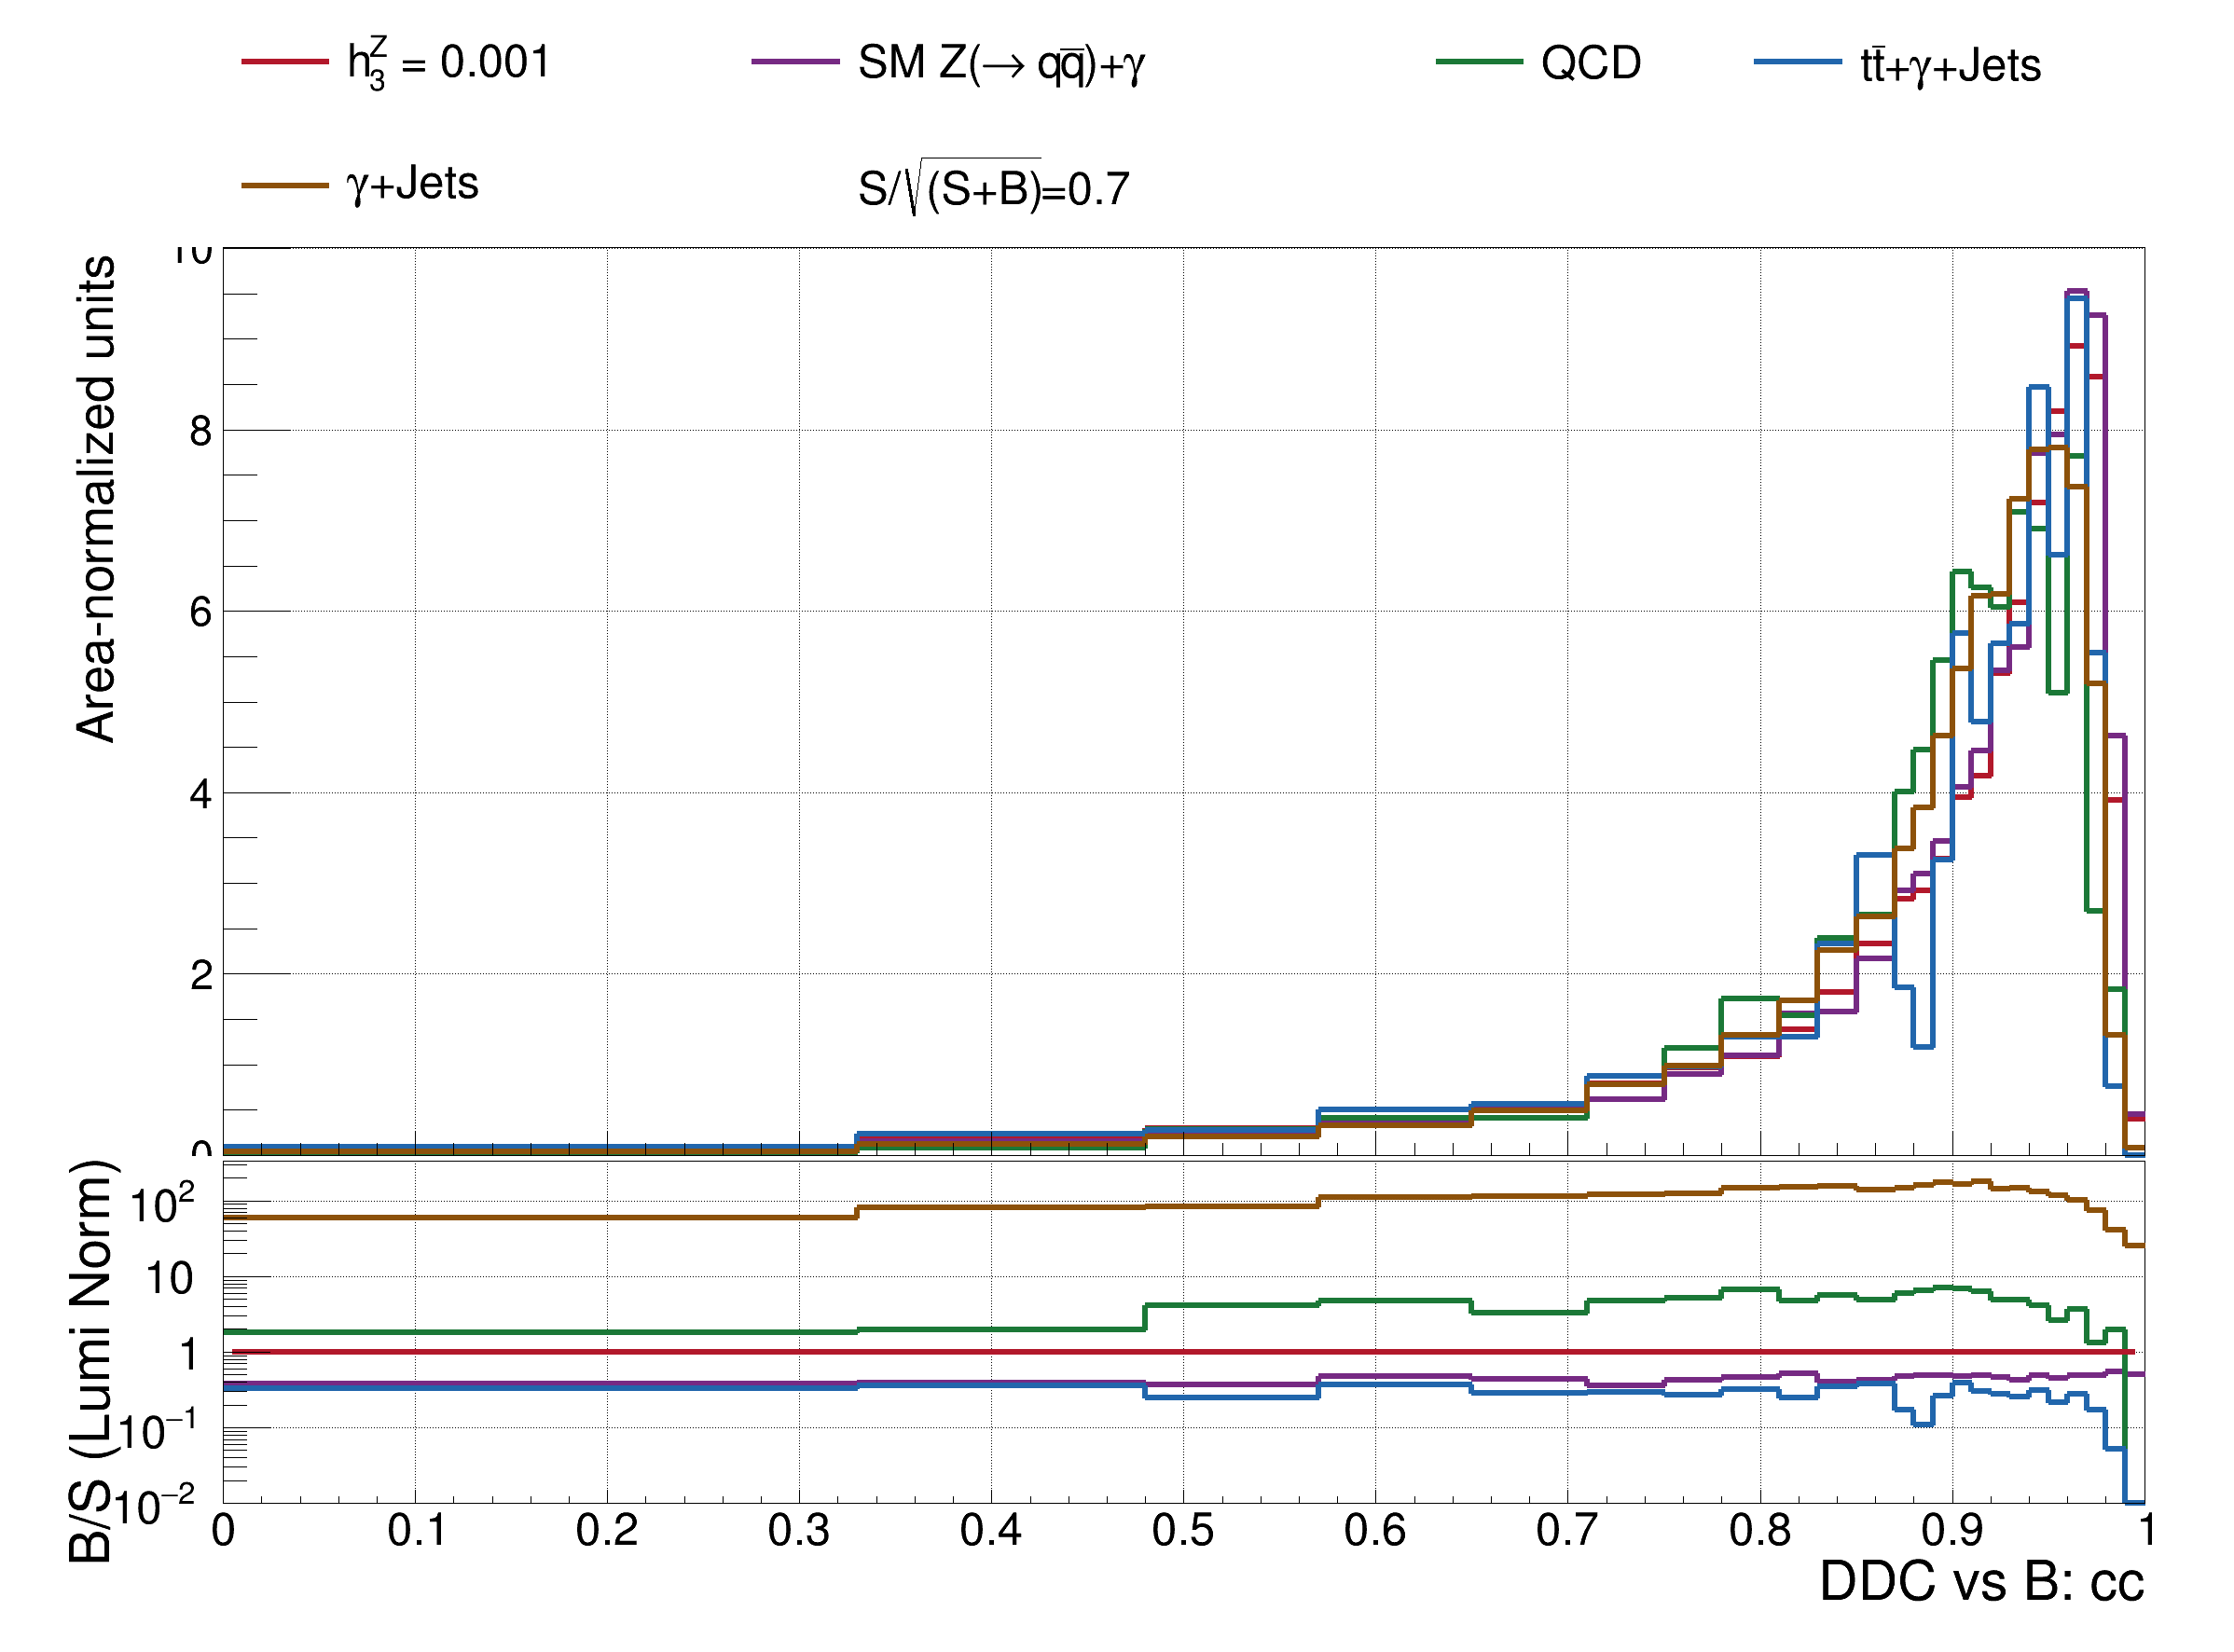 h₃ᶻ = 0.001 SM Z(→ qq̅)+γ QCD tt̅+γ+Jets
γ+Jets S/√(S+B)=0.7
Area-normalized units
10
8
6
4
2
0
B/S (Lumi Norm)
10²
10
1
10⁻¹
10⁻²
0 0.1 0.2 0.3 0.4 0.5 0.6 0.7 0.8 0.9 1
DDC vs B: cc